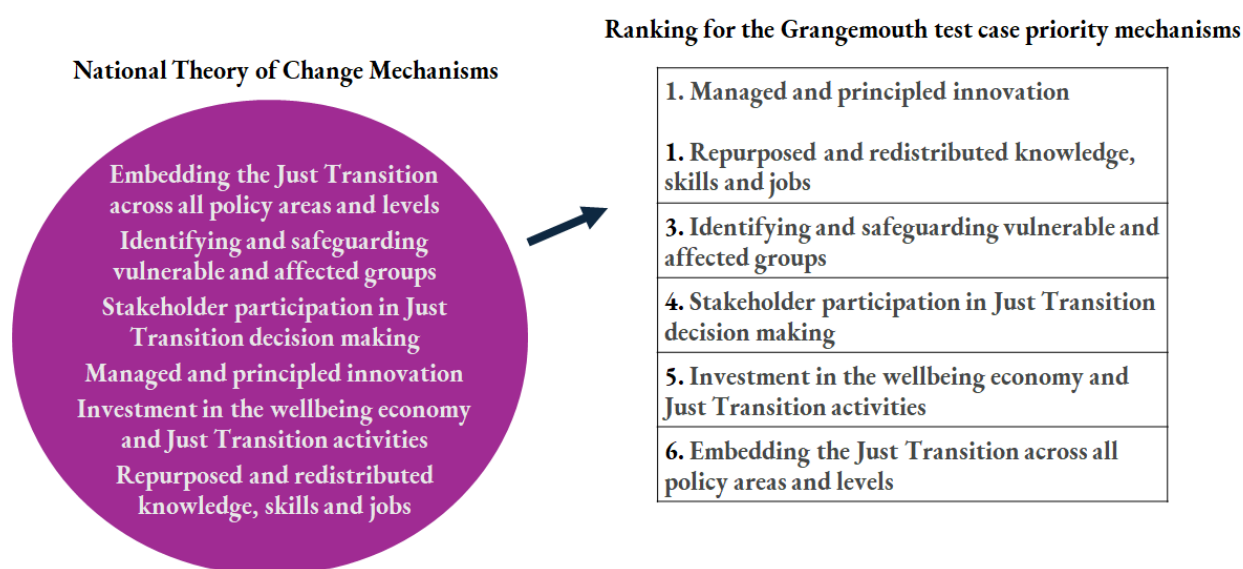 National Theory of Change Mechanisms
Embedding the Just Transition
across all policy areas and levels
Identifying and safeguarding
vulnerable and affected groups
Stakeholder participation in Just
Transition decision making
Managed and principled innovation
Investment in the wellbeing economy
and Just Transition activities
Repurposed and redistributed
knowledge, skills and jobs
Ranking for the Grangemouth test case priority mechanisms
1. Managed and principled innovation
1. Repurposed and redistributed knowledge,
skills and jobs
3. Identifying and safeguarding vulnerable and
affected groups
4. Stakeholder participation in Just Transition
decision making
5. Investment in the wellbeing economy and
Just Transition activities
6. Embedding the Just Transition across all
policy areas and levels